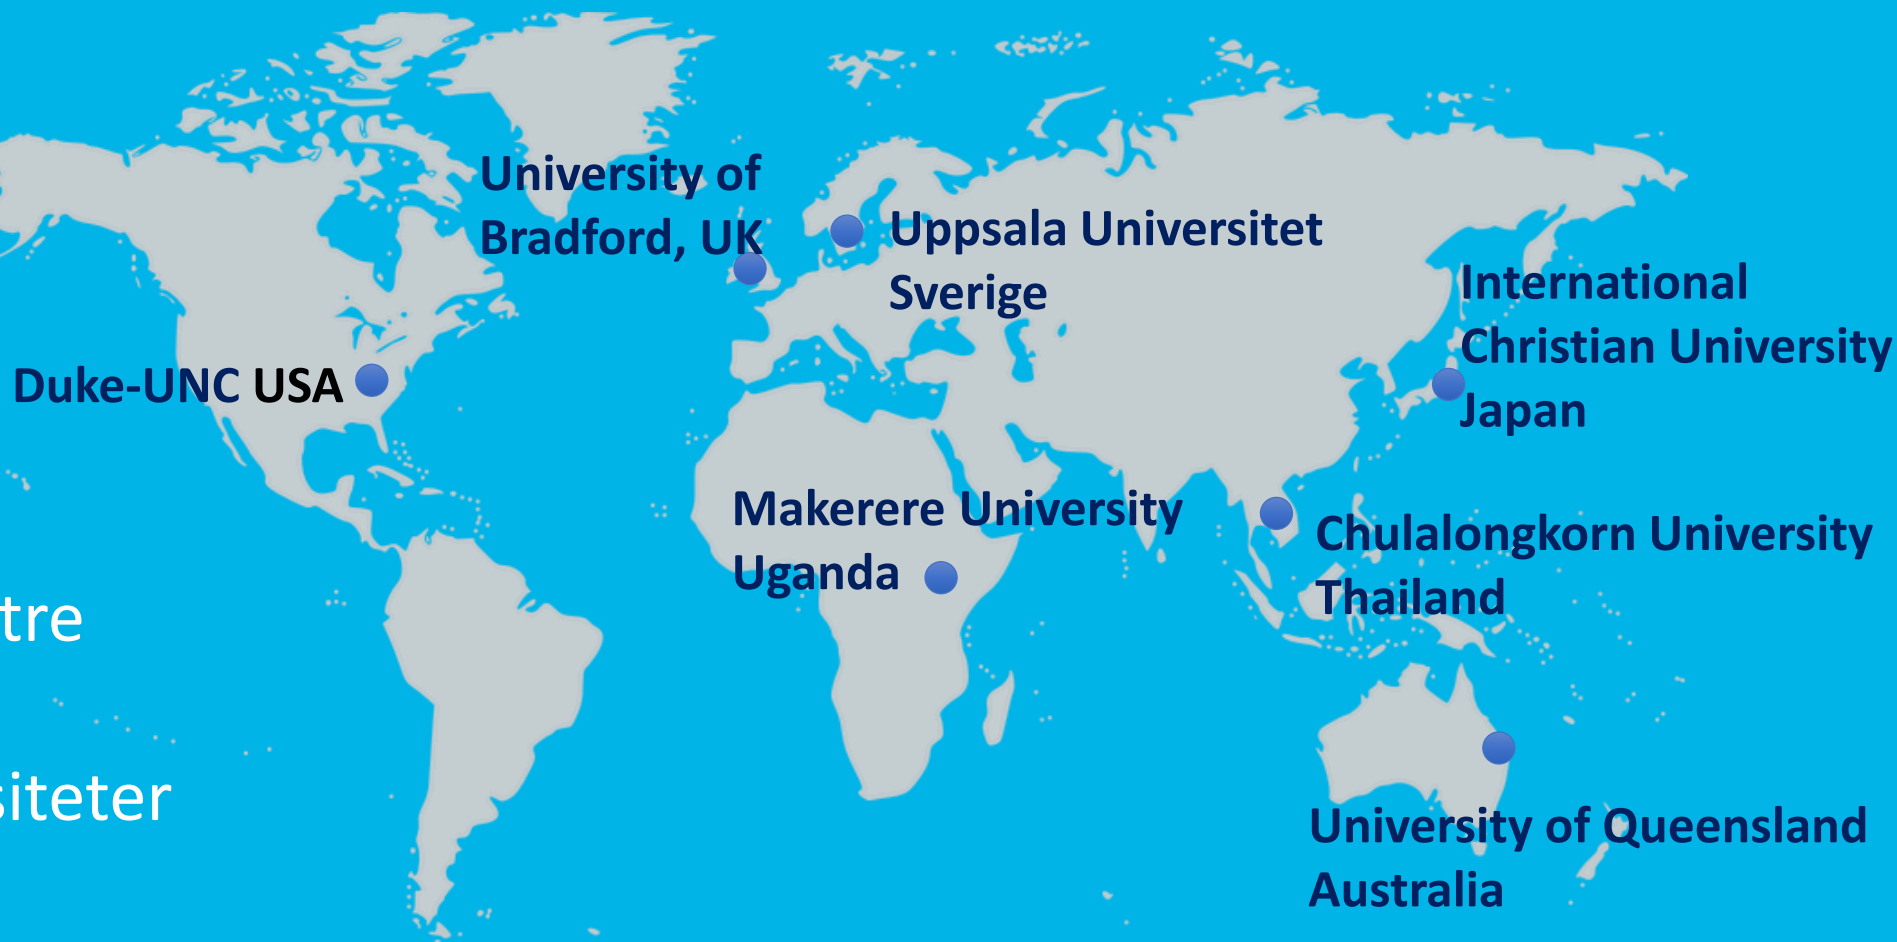 University of
Bradford, UK
Uppsala Universitet
Sverige
International
Christian University
Japan
Duke-UNC USA
Makerere University
Uganda
Chulalongkorn University
Thailand
tre
siteter
University of Queensland
Australia